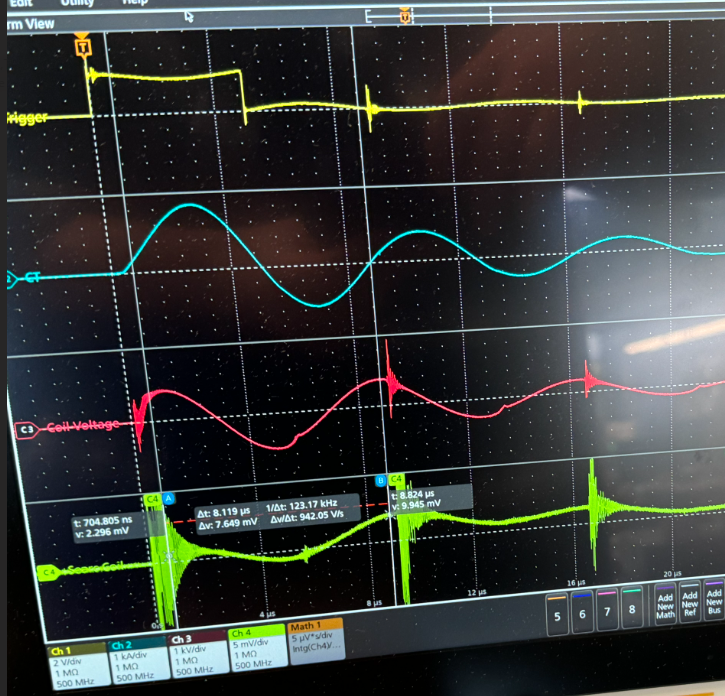 Edit Utility Help
rm View
T
T
rigger
CT
C3 Coil Voltage
C4 A
B C4
t: 704.805 ns
v: 2.296 mV
Δt: 8.119 µs 1/Δt: 123.17 kHz
Δv: 7.649 mV Δv/Δt: 942.05 V/s
t: 8.824 µs
v: 9.945 mV
C4 Coil
4 µs
8 µs
12 µs
16 µs
20 µs
Ch 1
2 V/div
1 MΩ
500 MHz
Ch 2
1 kA/div
1 MΩ
500 MHz
Ch 3
1 kV/div
1 MΩ
500 MHz
Ch 4
5 mV/div
1 MΩ
500 MHz
Math 1
5 µV*s/div
Intg(Ch4)/...
5
6
7
8
Add
New
Math
Add
New
Ref
Add
New
Bus